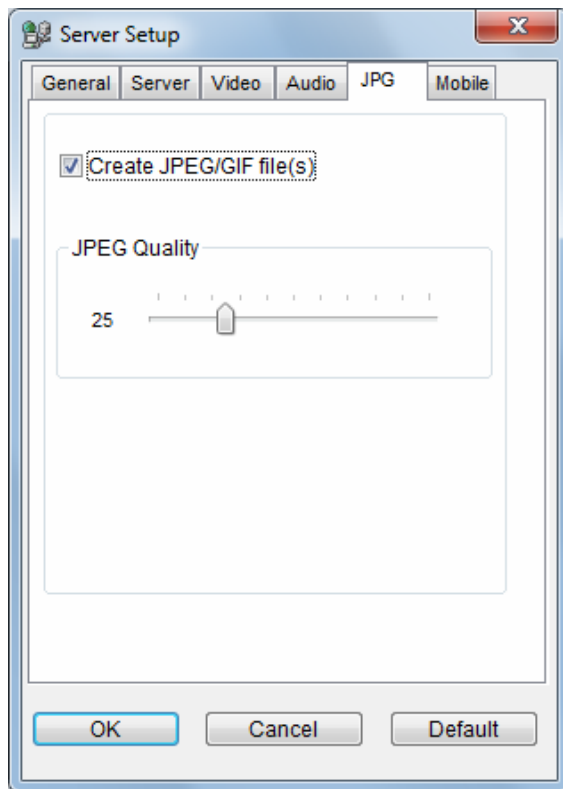 Server Setup
General Server Video Audio JPG Mobile
Create JPEG/GIF file(s)
JPEG Quality
25
OK Cancel Default